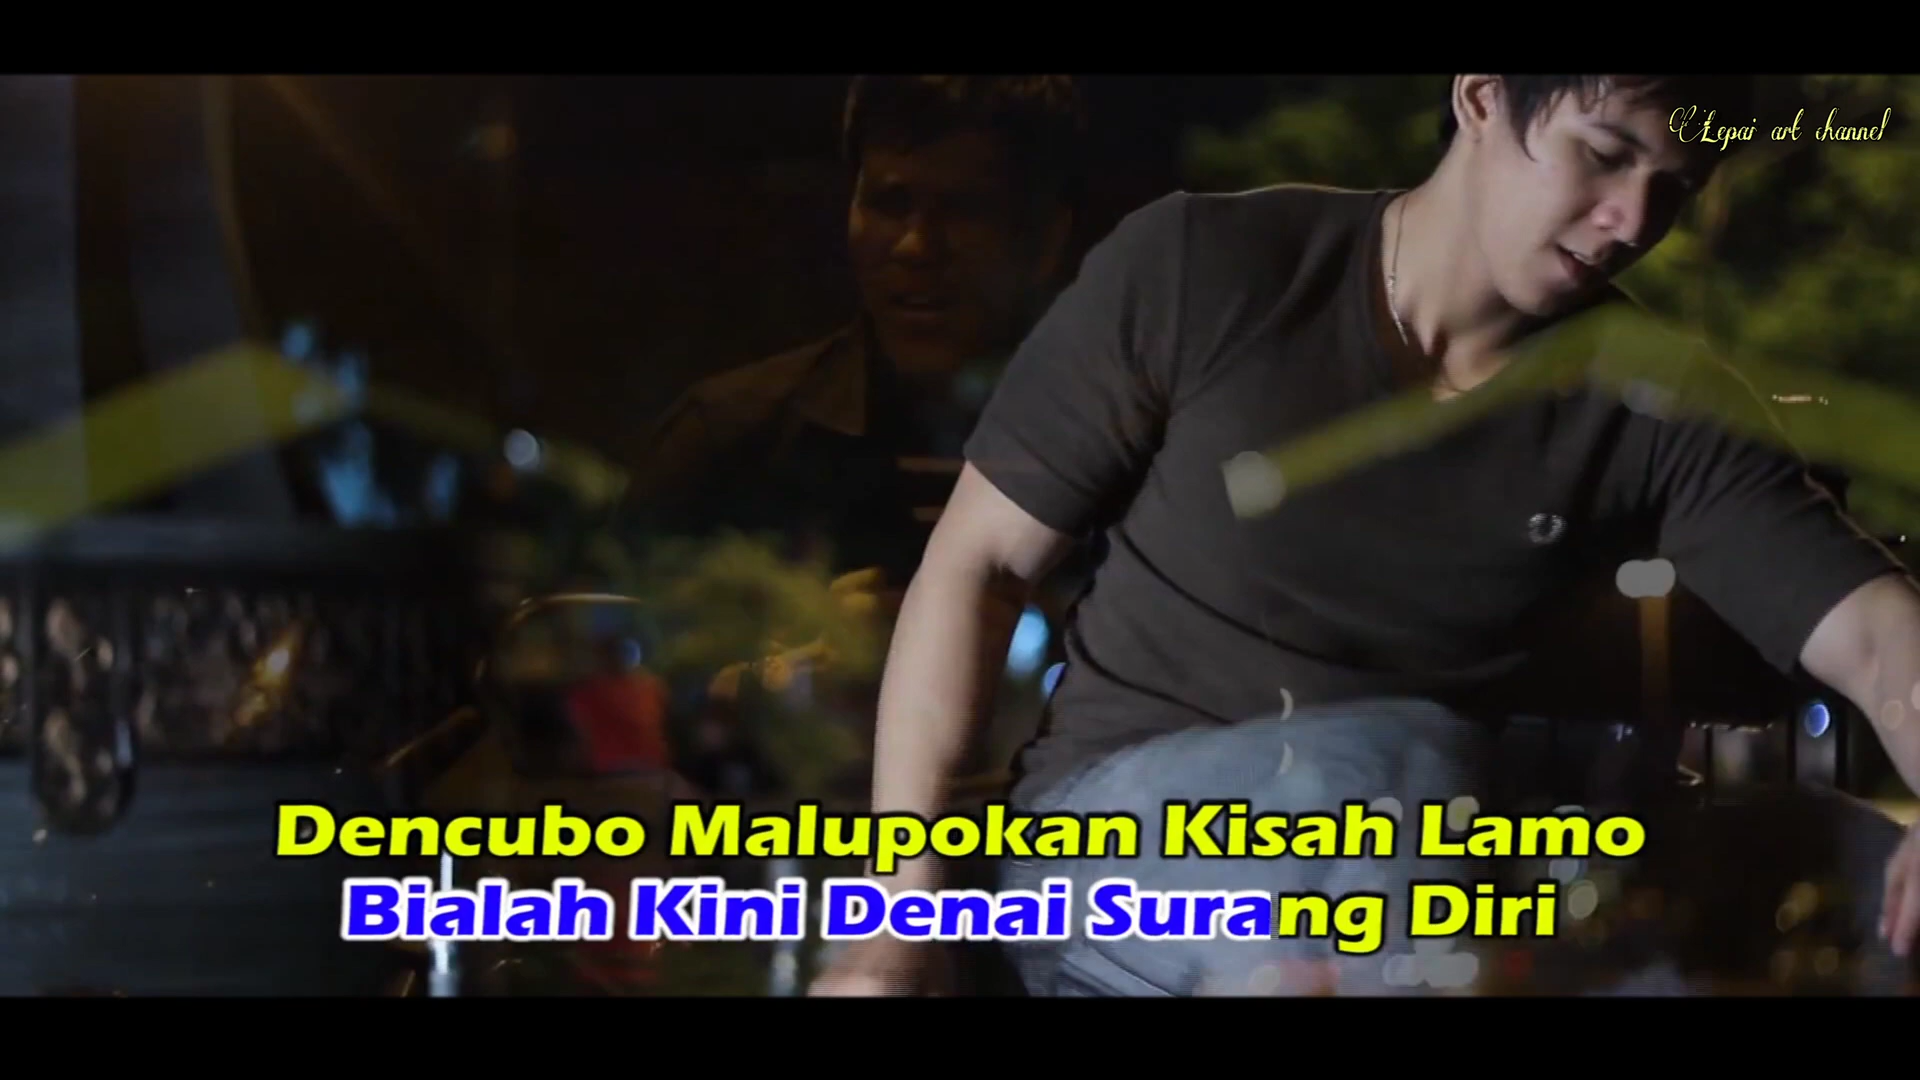 Lepai art channel
Dencubo Malupokan Kisah Lamo
Bialah Kini Denai Surang Diri